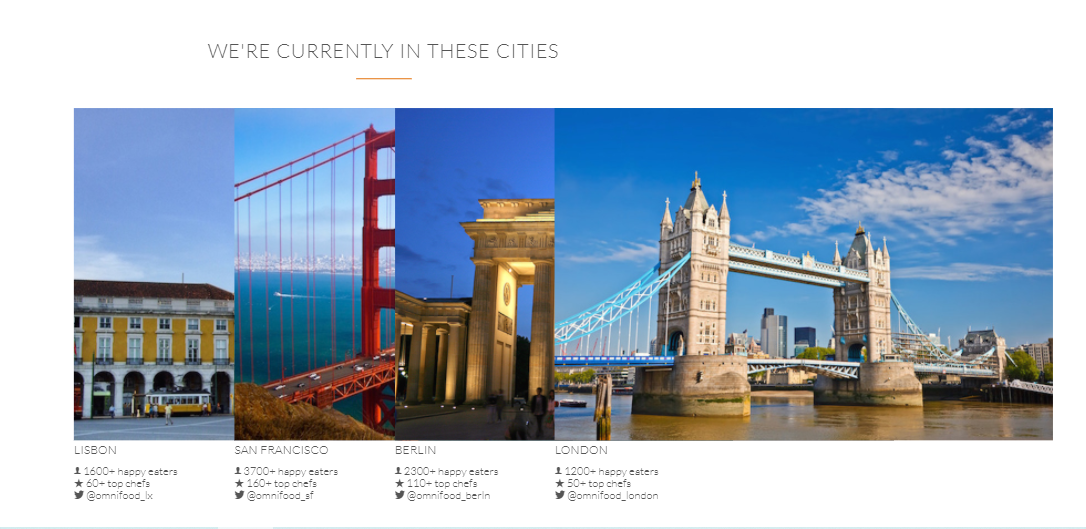 WE'RE CURRENTLY IN THESE CITIES
LISBON
1600+ happy eaters
60+ top chefs
@omnifood_lx
SAN FRANCISCO
3700+ happy eaters
160+ top chefs
@omnifood_sf
BERLIN
2300+ happy eaters
110+ top chefs
@omnifood_berln
LONDON
1200+ happy eaters
50+ top chefs
@omnifood_london